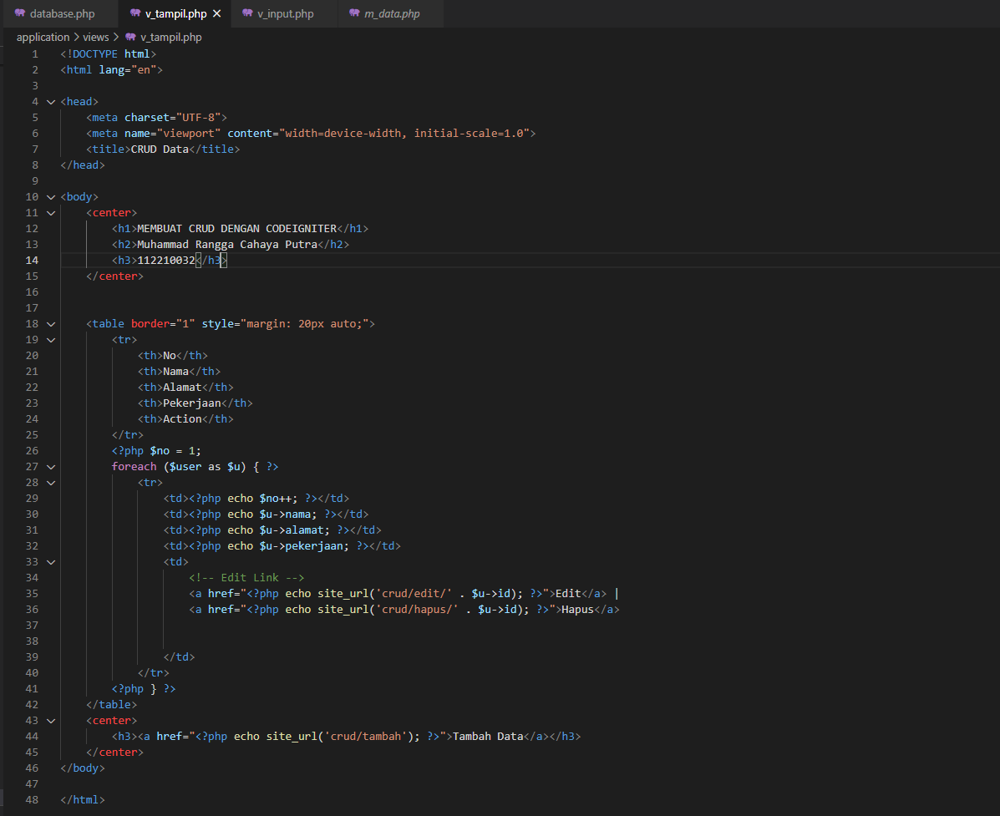 database.php v_tampil.php × v_input.php m_data.php
application > views > v_tampil.php
1 <!DOCTYPE html>
2 <html lang="en">
3
4 <head>
5 <meta charset="UTF-8">
6 <meta name="viewport" content="width=device-width, initial-scale=1.0">
7 <title>CRUD Data</title>
8 </head>
9
10 <body>
11 <center>
12 <h1>MEMBUAT CRUD DENGAN CODEIGNITER</h1>
13 <h2>Muhammad Rangga Cahaya Putra</h2>
14 <h3>112210032</h3>
15 </center>
16
17
18 <table border="1" style="margin: 20px auto;">
19 <tr>
20 <th>No</th>
21 <th>Nama</th>
22 <th>Alamat</th>
23 <th>Pekerjaan</th>
24 <th>Action</th>
25 </tr>
26 <?php $no = 1;
27 foreach ($user as $u) { ?>
28 <tr>
29 <td><?php echo $no++; ?></td>
30 <td><?php echo $u->nama; ?></td>
31 <td><?php echo $u->alamat; ?></td>
32 <td><?php echo $u->pekerjaan; ?></td>
33 <td>
34 <!-- Edit Link -->
35 <a href="<?php echo site_url('crud/edit/' . $u->id); ?>">Edit</a> |
36 <a href="<?php echo site_url('crud/hapus/' . $u->id); ?>">Hapus</a>
37
38
39 </td>
40 </tr>
41 <?php } ?>
42 </table>
43 <center>
44 <h3><a href="<?php echo site_url('crud/tambah'); ?>">Tambah Data</a></h3>
45 </center>
46 </body>
47
48 </html>